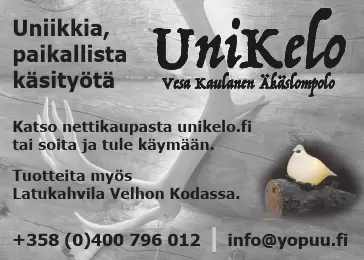 Uniikkia,
paikallista
käsityötä
UniKelo
Vesa Kaulanen Äkäslompolo
Katso nettikaupasta unikelo.fi
tai soita ja tule käymään.
Tuotteita myös
Latukahvila Velhon Kodassa.
+358 (0)400 796 012 | info@yopuu.fi